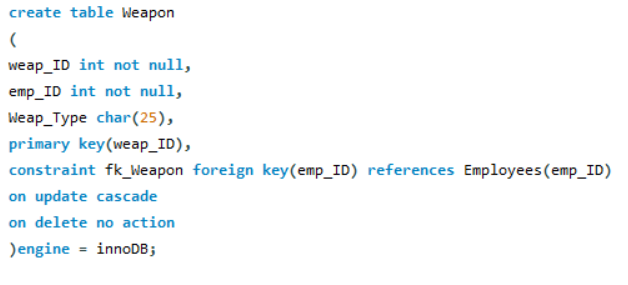 create table Weapon
(
weap_ID int not null,
emp_ID int not null,
Weap_Type char(25),
primary key(weap_ID),
constraint fk_Weapon foreign key(emp_ID) references Employees(emp_ID)
on update cascade
on delete no action
)engine = innoDB;